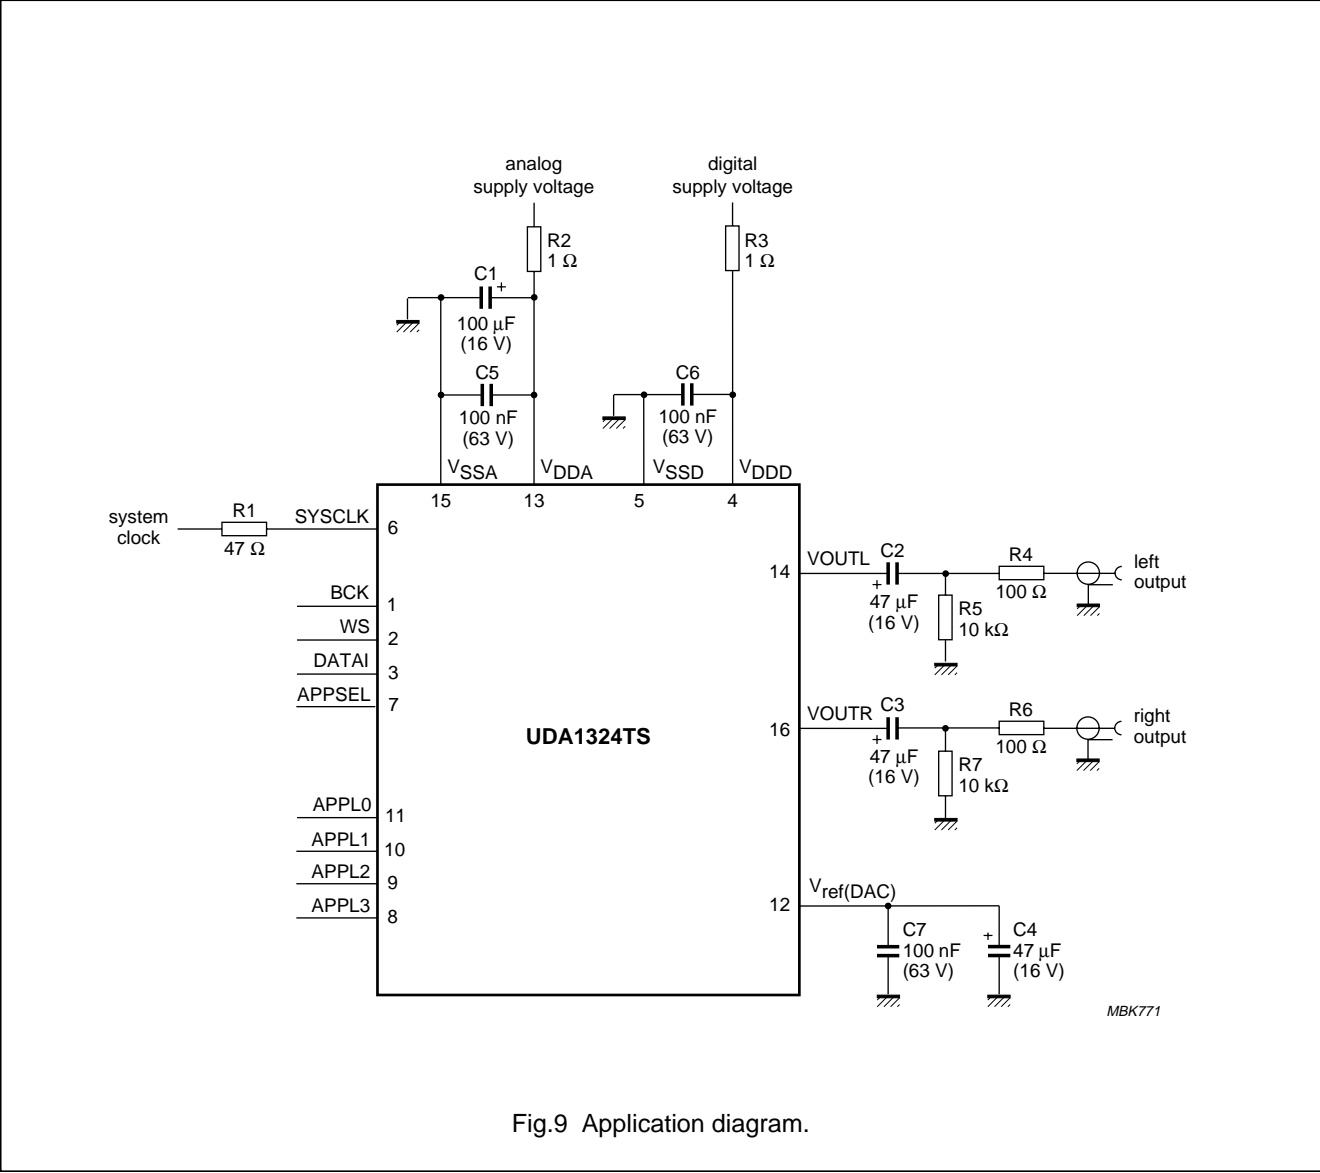 analog
supply voltage
digital
supply voltage
R2
1 Ω
R3
1 Ω
C1
+
100 µF
(16 V)
C5
100 nF
(63 V)
C6
100 nF
(63 V)
VSSA
VDDA
VSSD
VDDD
15
13
5
4
system
clock
R1
47 Ω
SYSCLK
6
BCK
1
WS
2
DATAI
3
APPSEL
7
APPL0
11
APPL1
10
APPL2
9
APPL3
8
UDA1324TS
14
VOUTL
C2
+
47 µF
(16 V)
R5
10 kΩ
R4
100 Ω
left
output
16
VOUTR
C3
+
47 µF
(16 V)
R7
10 kΩ
R6
100 Ω
right
output
12
Vref(DAC)
C7
100 nF
(63 V)
+
C4
47 µF
(16 V)
MBK771
Fig.9 Application diagram.